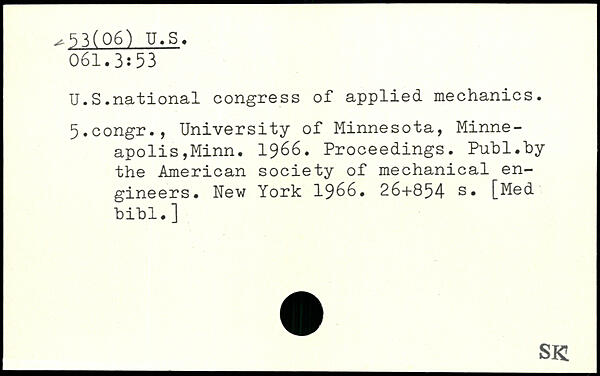 53(06) U.S.
061.3:53
U.S.national congress of applied mechanics.
5.congr., University of Minnesota, Minne-
apolis,Minn. 1966. Proceedings. Publ.by
the American society of mechanical en-
gineers. New York 1966. 26+854 s. [Med
bibl.]
SK